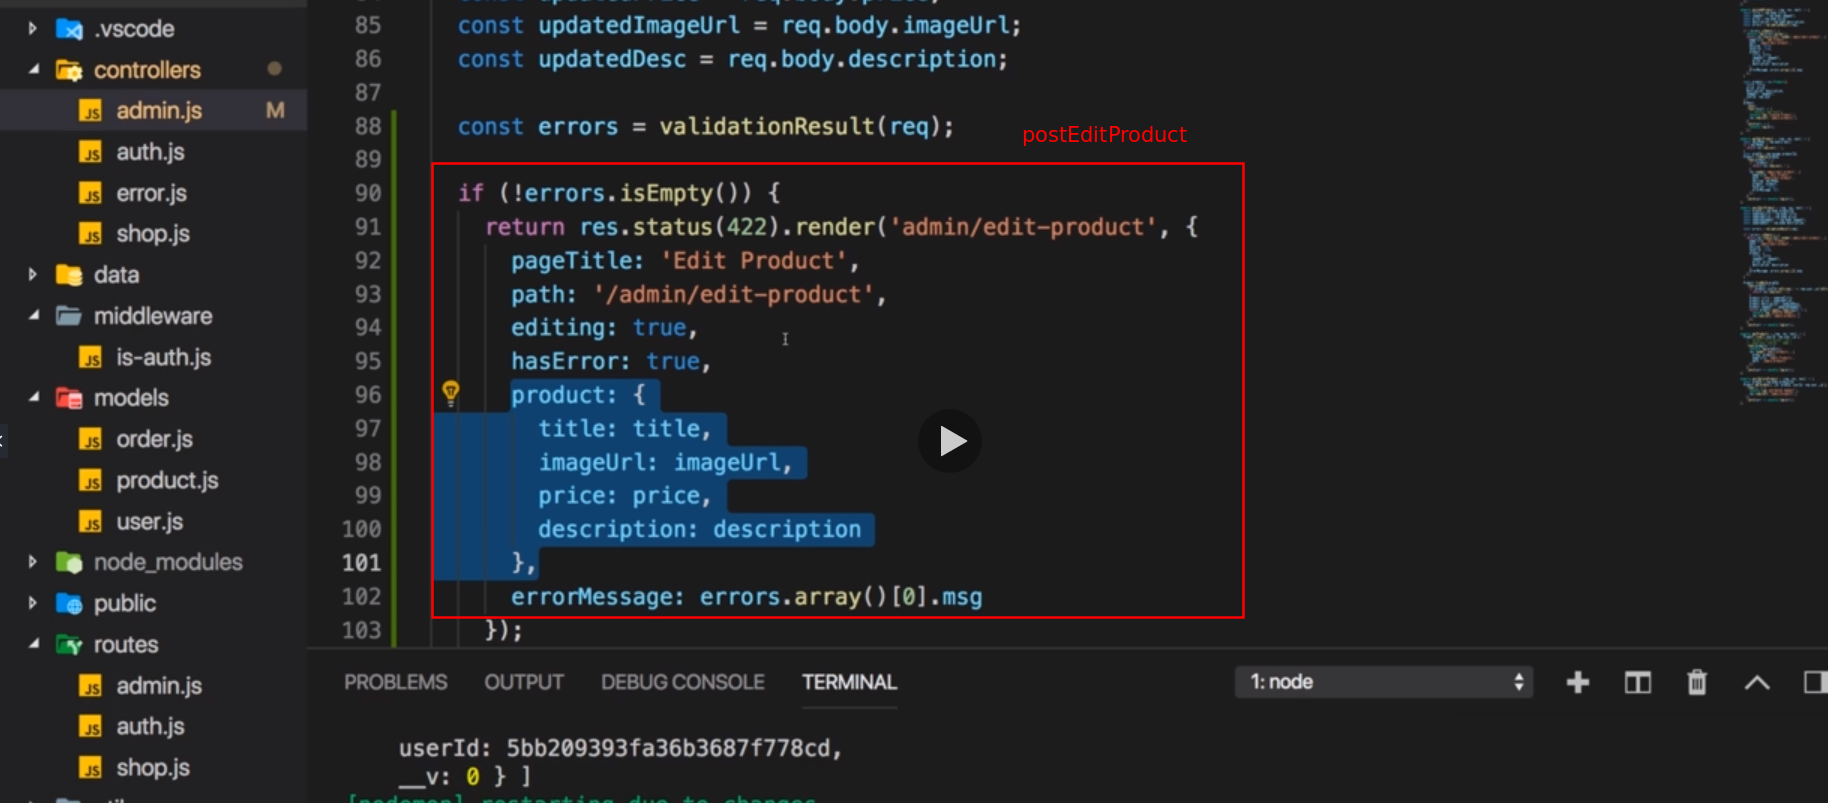 .vscode
controllers
admin.js M
auth.js
error.js
shop.js
data
middleware
is-auth.js
models
order.js
product.js
user.js
node_modules
public
routes
admin.js
auth.js
shop.js
85 const updatedImageUrl = req.body.imageUrl;
86 const updatedDesc = req.body.description;
87
88 const errors = validationResult(req);
postEditProduct
89
90 if (!errors.isEmpty()) {
91 return res.status(422).render('admin/edit-product', {
92 pageTitle: 'Edit Product',
93 path: '/admin/edit-product',
94 editing: true,
95 hasError: true,
96 product: {
97 title: title,
98 imageUrl: imageUrl,
99 price: price,
100 description: description
101 },
102 errorMessage: errors.array()[0].msg
103 });
PROBLEMS OUTPUT DEBUG CONSOLE TERMINAL 1: node
userId: 5bb209393fa36b3687f778cd,
__v: 0 } ]
[nodemon] restarting due to changes